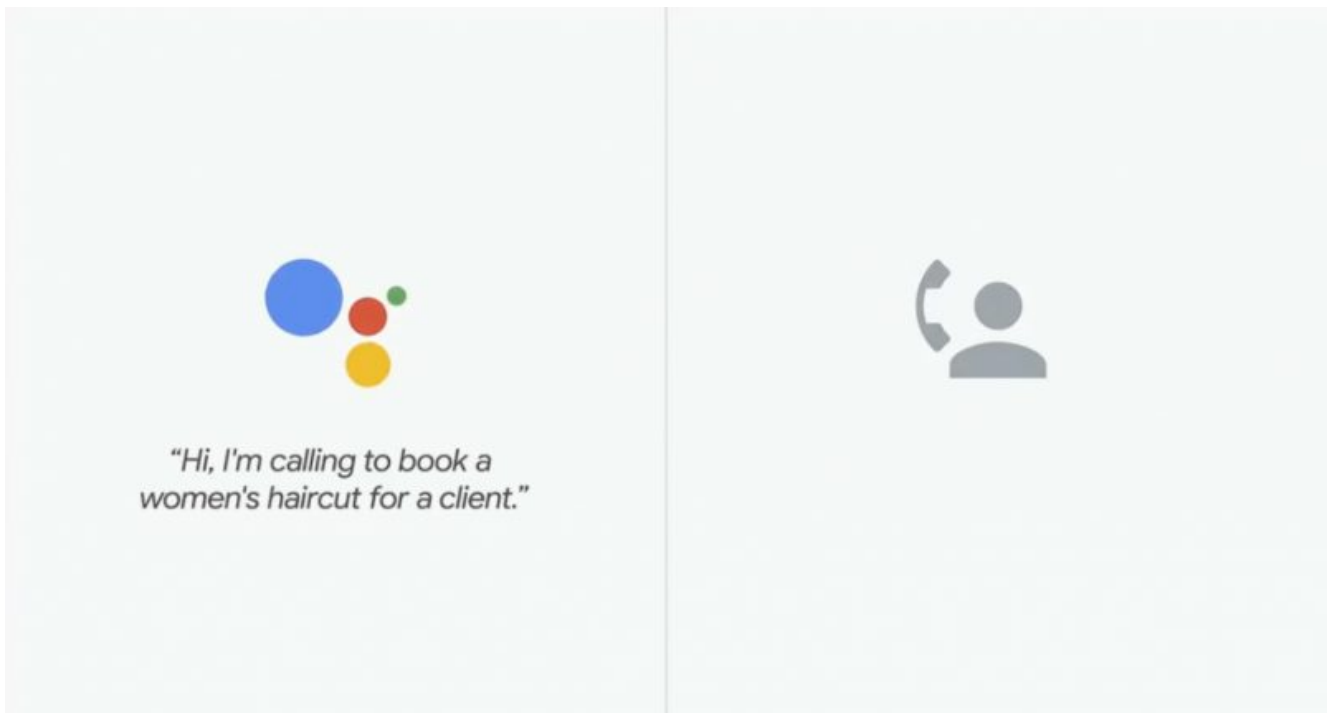 “Hi, I'm calling to book a
women's haircut for a client.”